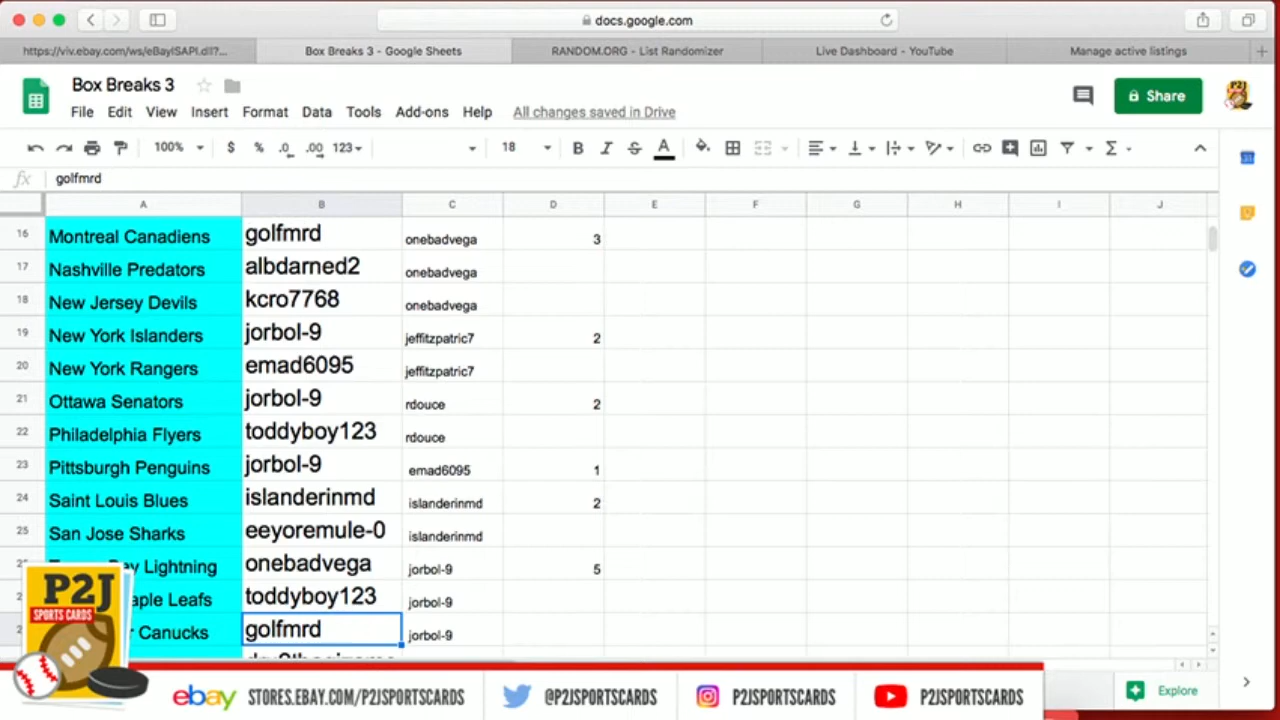 docs.google.com
https://viv.ebay.com/ws/eBayISAPI.dll?...
Box Breaks 3 - Google Sheets
RANDOM.ORG - List Randomizer
Live Dashboard - YouTube
Manage active listings
Box Breaks 3
File Edit View Insert Format Data Tools Add-ons Help All changes saved in Drive
Share
100% $ % .0 .00 123 18 B I S A
fx golfmrd
A B C D E F G H I J
16 Montreal Canadiens golfmrd onebadvega 3
17 Nashville Predators albdarned2 onebadvega
18 New Jersey Devils kcro7768 onebadvega
19 New York Islanders jorbol-9 jeffitzpatric7 2
20 New York Rangers emad6095 jeffitzpatric7
21 Ottawa Senators jorbol-9 rdouce 2
22 Philadelphia Flyers toddyboy123 rdouce
23 Pittsburgh Penguins jorbol-9 emad6095 1
24 Saint Louis Blues islanderinmd islanderinmd 2
25 San Jose Sharks eeyoremule-0 islanderinmd
Lightning onebadvega jorbol-9 5
Leafs toddyboy123 jorbol-9
Canucks golfmrd jorbol-9
P2J
SPORTS CARDS
ebay STORES.EBAY.COM/P2JSPORTSCARDS @P2JSPORTSCARDS P2JSPORTSCARDS P2JSPORTSCARDS
Explore